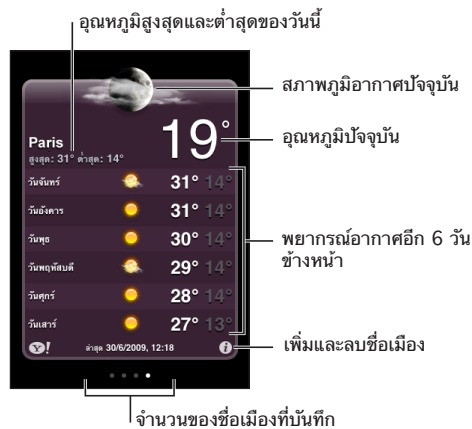 อุณหภูมิสูงสุดและต่ำสุดของวันนี้
สภาพภูมิอากาศปัจจุบัน
19°
อุณหภูมิปัจจุบัน
Paris
สูงสุด: 31° ต่ำสุด: 14°
วันจันทร์ 31° 14°
วันอังคาร 31° 14°
วันพุธ 30° 14°
วันพฤหัสบดี 29° 14°
วันศุกร์ 28° 14°
วันเสาร์ 27° 13°
พยากรณ์อากาศอีก 6 วัน
ข้างหน้า
Y! ล่าสุด 30/6/2009, 12:18 i
เพิ่มและลบชื่อเมือง
จำนวนของชื่อเมืองที่บันทึก